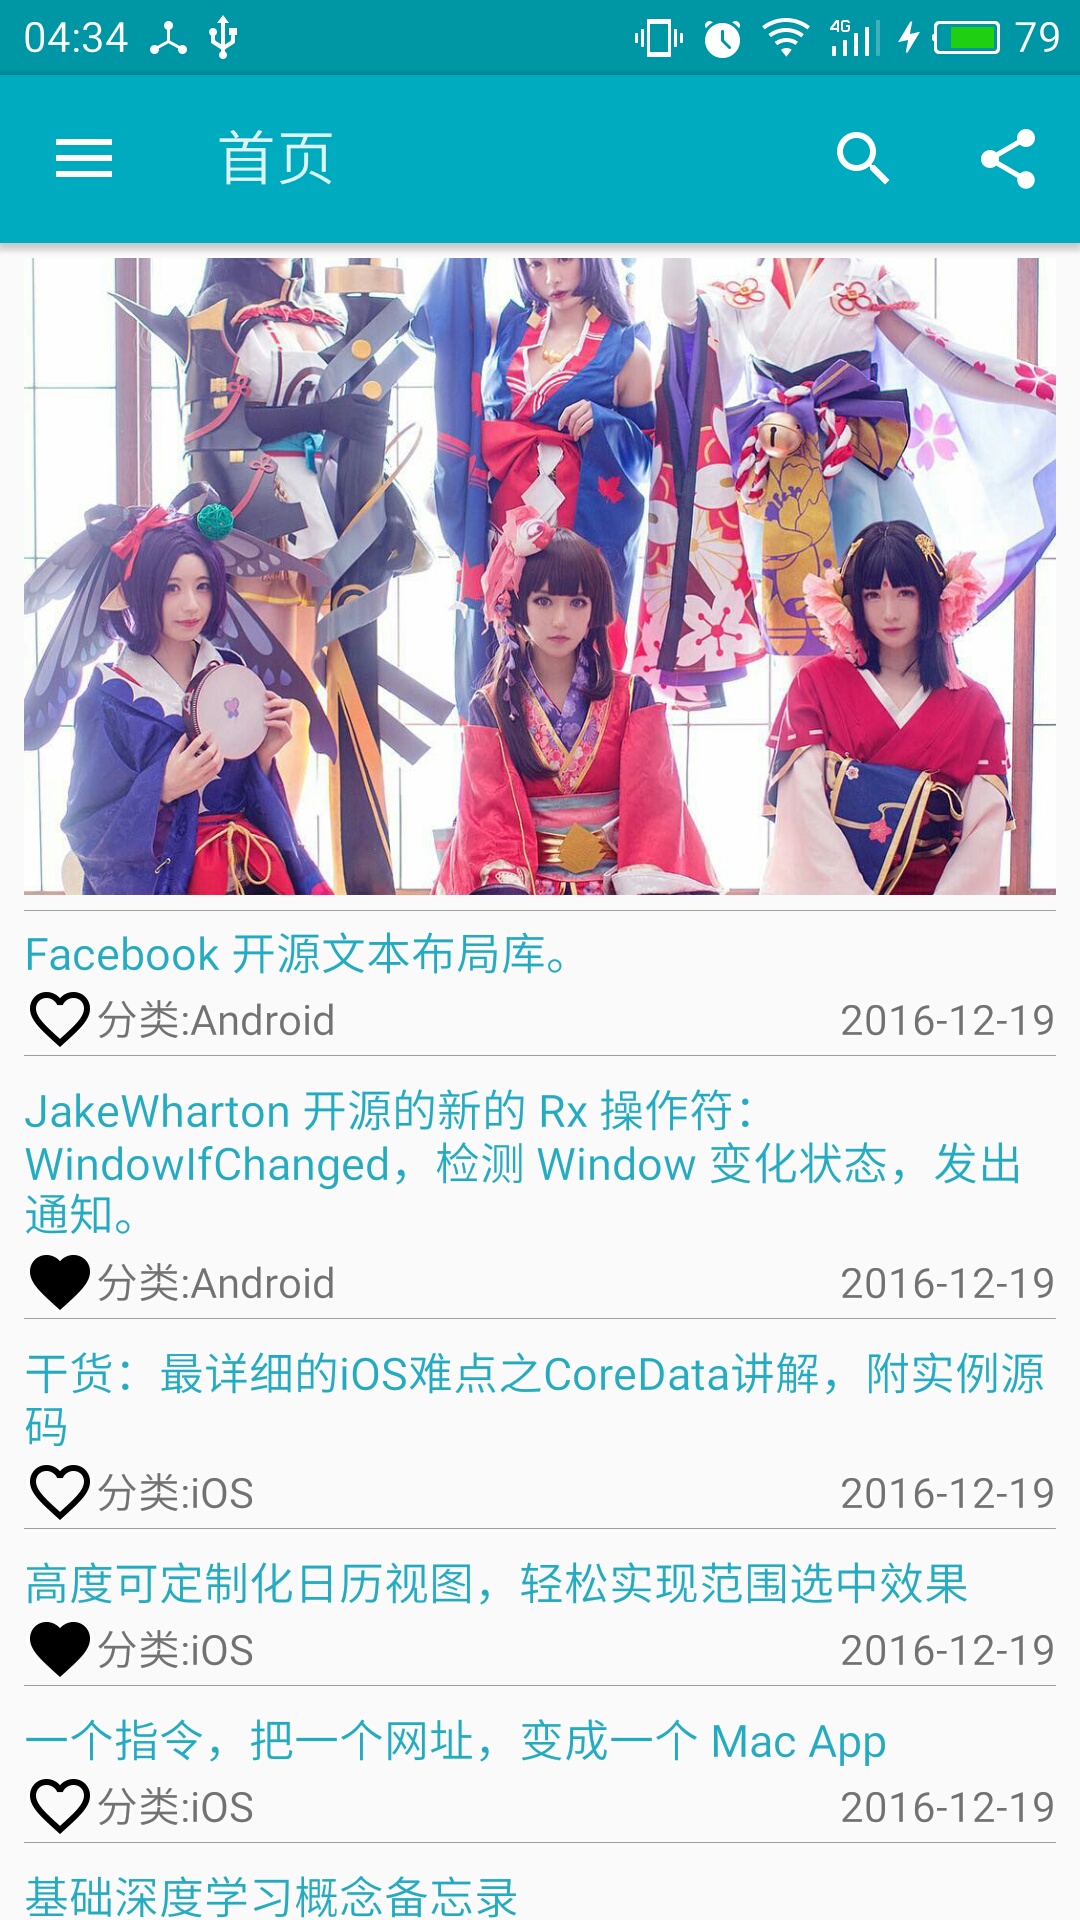 04:34
4G
79
首页
Facebook 开源文本布局库。
分类:Android
2016-12-19
JakeWharton 开源的新的 Rx 操作符：
WindowIfChanged，检测 Window 变化状态，发出
通知。
分类:Android
2016-12-19
干货：最详细的iOS难点之CoreData讲解，附实例源
码
分类:iOS
2016-12-19
高度可定制化日历视图，轻松实现范围选中效果
分类:iOS
2016-12-19
一个指令，把一个网址，变成一个 Mac App
分类:iOS
2016-12-19
基础深度学习概念备忘录